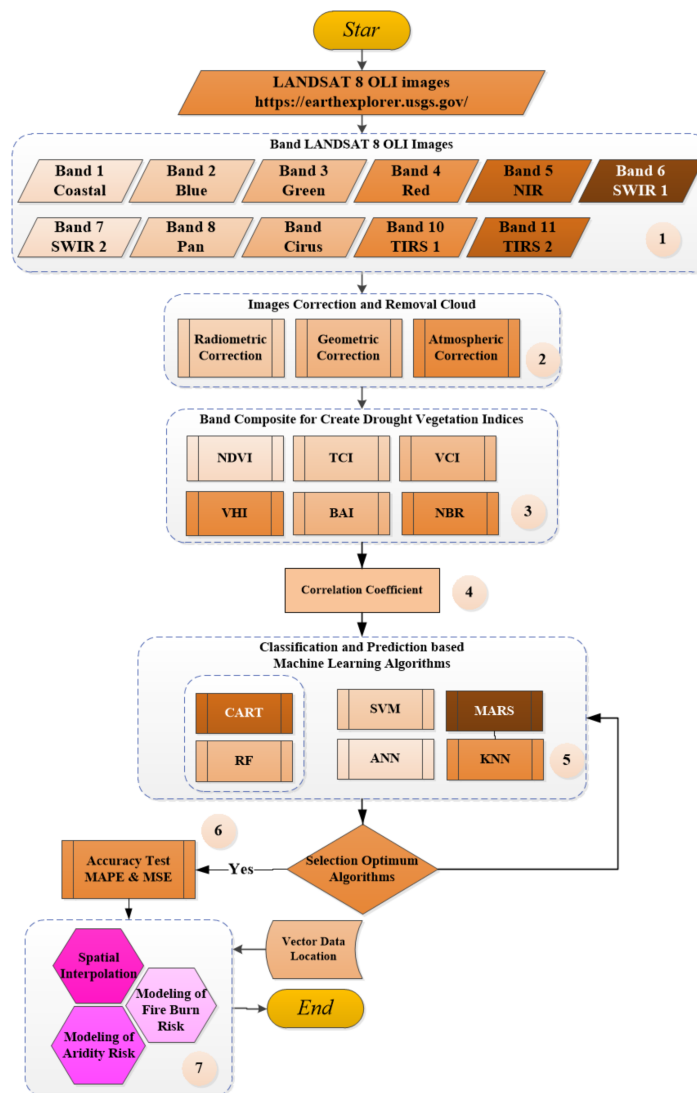 Star
LANDSAT 8 OLI images
https://earthexplorer.usgs.gov/
Band LANDSAT 8 OLI Images
Band 1
Coastal
Band 2
Blue
Band 3
Green
Band 4
Red
Band 5
NIR
Band 6
SWIR 1
Band 7
SWIR 2
Band 8
Pan
Band
Cirus
Band 10
TIRS 1
Band 11
TIRS 2
1
Images Correction and Removal Cloud
Radiometric
Correction
Geometric
Correction
Atmospheric
Correction
2
Band Composite for Create Drought Vegetation Indices
NDVI
TCI
VCI
VHI
BAI
NBR
3
Correlation Coefficient
4
Classification and Prediction based
Machine Learning Algorithms
CART
SVM
MARS
RF
ANN
KNN
5
6
Accuracy Test
MAPE & MSE
Yes
Selection Optimum
Algorithms
Spatial
Interpolation
Modeling of
Fire Burn
Risk
Modeling of
Aridity Risk
7
Vector Data
Location
End